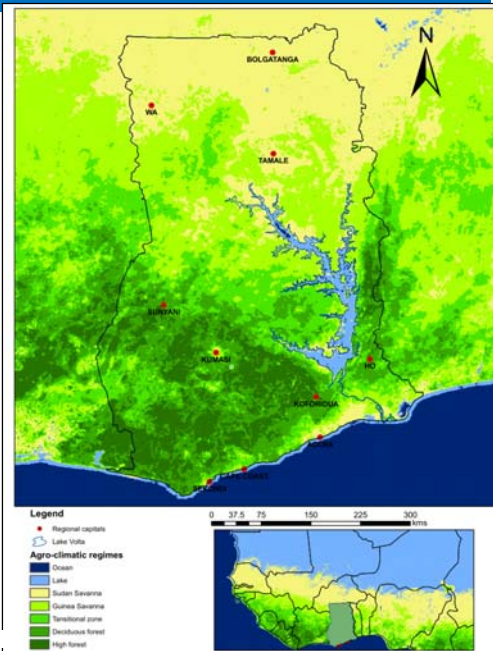 N
BOLGATANGA
WA
TAMALE
SUNYANI
KUMASI
HO
KOFORIDUA
ACCRA
CAPE COAST
SEKONDI
Legend
Regional capitals
Lake Volta
Agro-climatic regimes
Ocean
Lake
Sudan Savanna
Guinea Savanna
Tansitional zone
Deciduous forest
High forest
0 37.5 75 150 225 300
kms